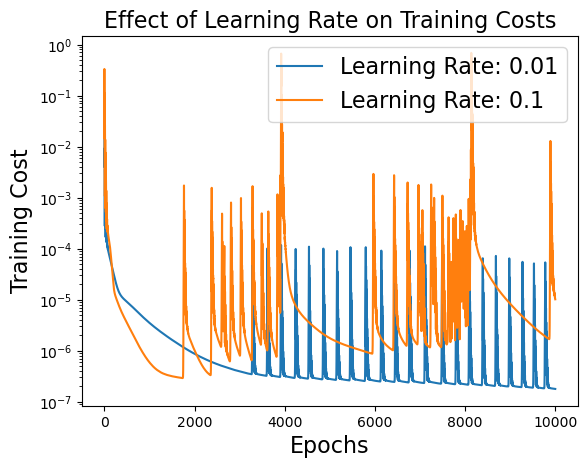 Effect of Learning Rate on Training Costs
Learning Rate: 0.01
Learning Rate: 0.1
Training Cost
10⁰
10⁻¹
10⁻²
10⁻³
10⁻⁴
10⁻⁵
10⁻⁶
10⁻⁷
0 2000 4000 6000 8000 10000
Epochs